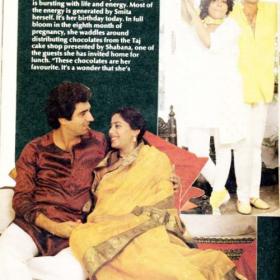 is bursting with life and energy. Most of
the energy is generated by Smita
herself. It's her birthday today. In full
bloom in the eighth month of
pregnancy, she waddles around
distributing chocolates from the Taj
cake shop presented by Shabana, one of
the guests she has invited home for
lunch. "These chocolates are her
favourite. It's a wonder that she's